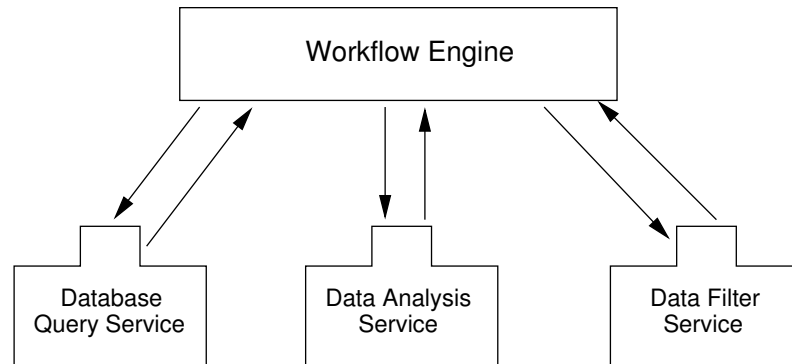 Workflow Engine
Database
Query Service
Data Analysis
Service
Data Filter
Service